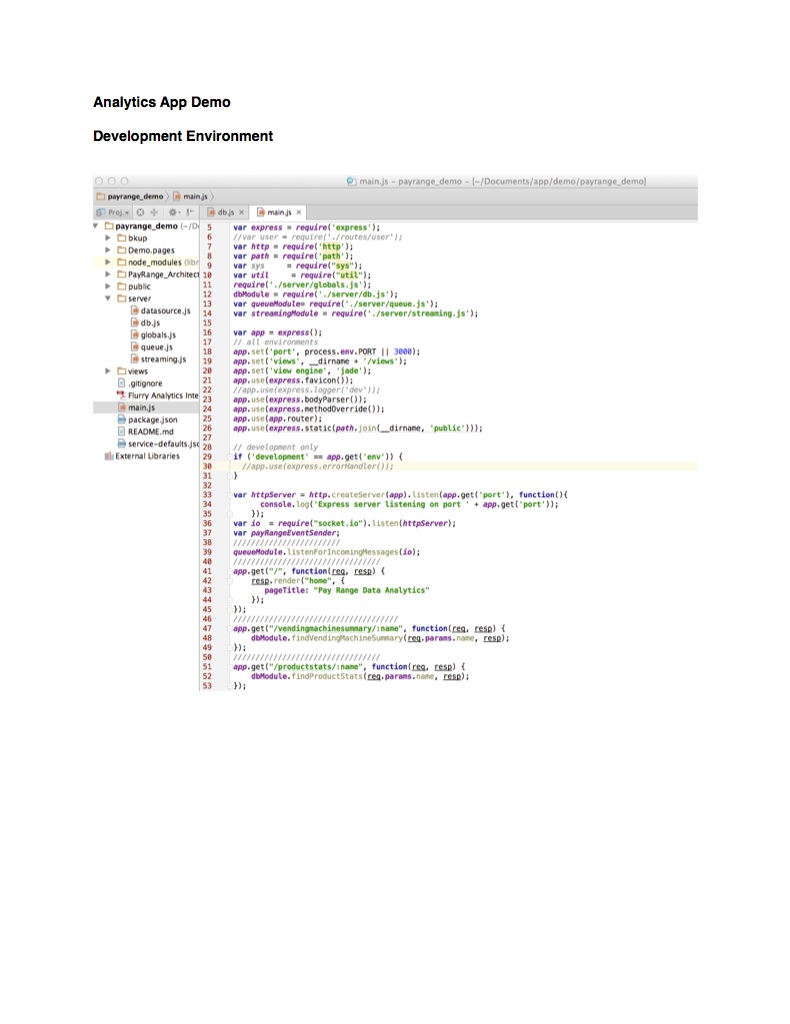 Analytics App Demo
Development Environment
main.js - payrange_demo - [~/Documents/app/demo/payrange_demo]
payrange_demo main.js
Proj. db.js × main.js ×
payrange_demo (~/D
bkup
Demo.pages
node_modules (libr
PayRange_Architect
public
server
datasource.js
db.js
globals.js
queue.js
streaming.js
views
.gitignore
Flurry Analytics Inte
main.js
package.json
README.md
service-defaults.js
External Libraries
5 var express = require('express');
6 //var user = require('./routes/user');
7 var http = require('http');
8 var path = require('path');
9 var sys = require("sys");
10 var util = require("util");
11 require('./server/globals.js');
12 dbModule = require('./server/db.js');
13 var queueModule= require('./server/queue.js');
14 var streamingModule = require('./server/streaming.js');
15
16 var app = express();
17 // all environments
18 app.set('port', process.env.PORT || 3000);
19 app.set('views', __dirname + '/views');
20 app.set('view engine', 'jade');
21 app.use(express.favicon());
22 //app.use(express.logger('dev'));
23 app.use(express.bodyParser());
24 app.use(express.methodOverride());
25 app.use(app.router);
26 app.use(express.static(path.join(__dirname, 'public')));
27
28 // development only
29 if ('development' == app.get('env')) {
30 //app.use(express.errorHandler());
31 }
32
33 var httpServer = http.createServer(app).listen(app.get('port'), function(){
34 console.log('Express server listening on port ' + app.get('port'));
35 });
36 var io = require("socket.io").listen(httpServer);
37 var payRangeEventSender;
38 ////////////////////////
39 queueModule.listenForIncomingMessages(io);
40 /////////////////////////////////
41 app.get("/", function(req, resp) {
42 resp.render("home", {
43 pageTitle: "Pay Range Data Analytics"
44 });
45 });
46 /////////////////////////////////////
47 app.get("/vendingmachinesummary/:name", function(req, resp) {
48 dbModule.findVendingMachineSummary(req.params.name, resp);
49 });
50 /////////////////////////////////
51 app.get("/productstats/:name", function(req, resp) {
52 dbModule.findProductStats(req.params.name, resp);
53 });